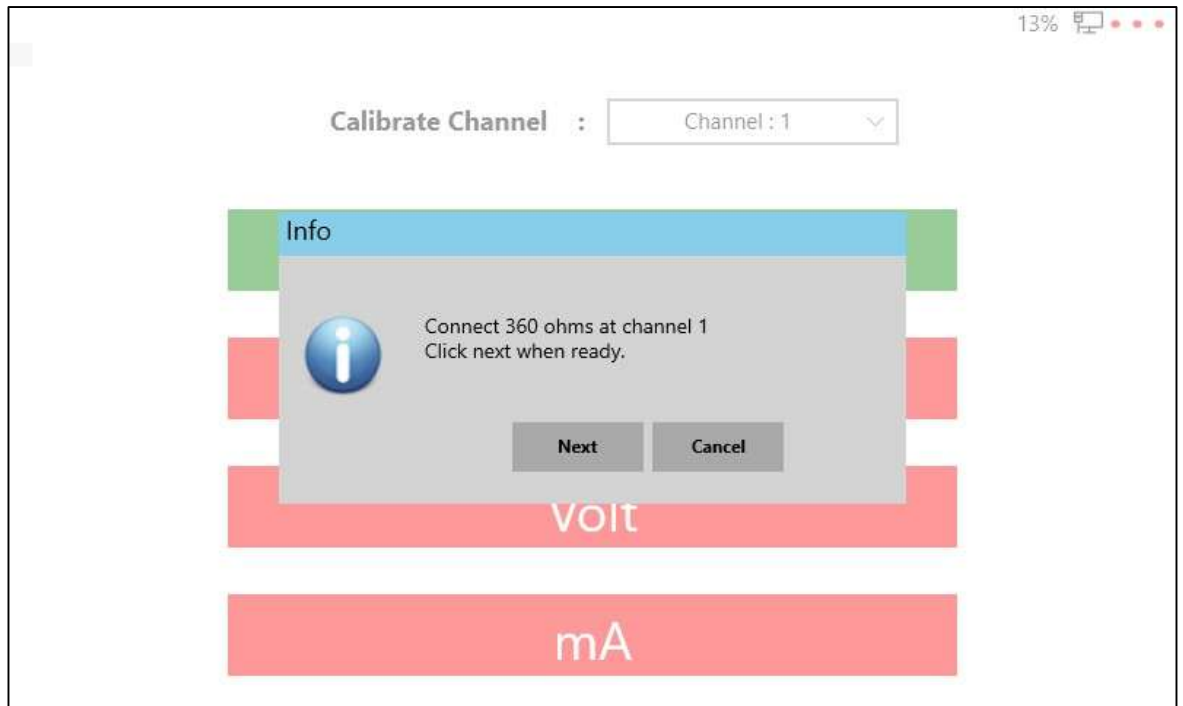 13%
Calibrate Channel : Channel : 1
Info
Connect 360 ohms at channel 1
Click next when ready.
Next Cancel
Volt
mA